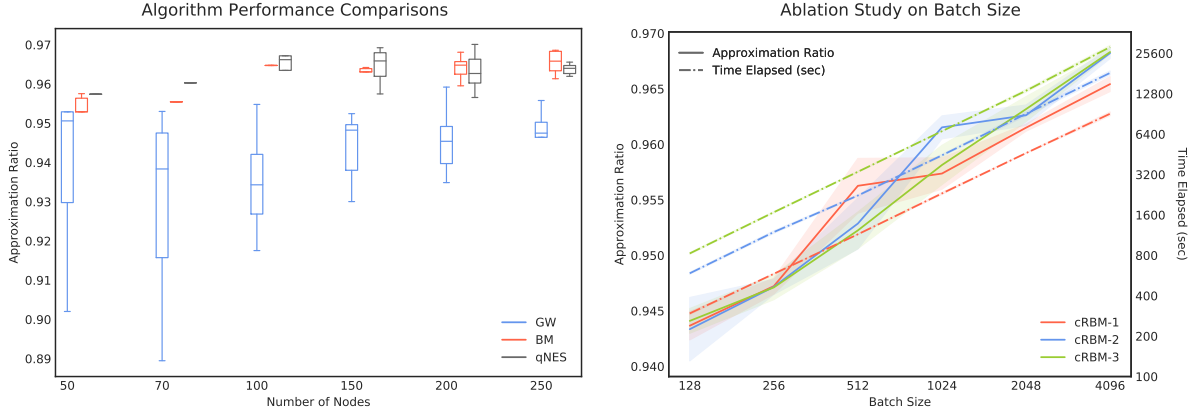 Algorithm Performance Comparisons
Approximation Ratio
0.97
0.96
0.95
0.94
0.93
0.92
0.91
0.90
0.89
50 70 100 150 200 250
Number of Nodes
GW
BM
qNES
Ablation Study on Batch Size
Approximation Ratio
0.970
0.965
0.960
0.955
0.950
0.945
0.940
Approximation Ratio
Time Elapsed (sec)
cRBM-1
cRBM-2
cRBM-3
128 256 512 1024 2048 4096
Batch Size
25600
12800
6400
3200
1600
800
400
200
100
Time Elapsed (sec)